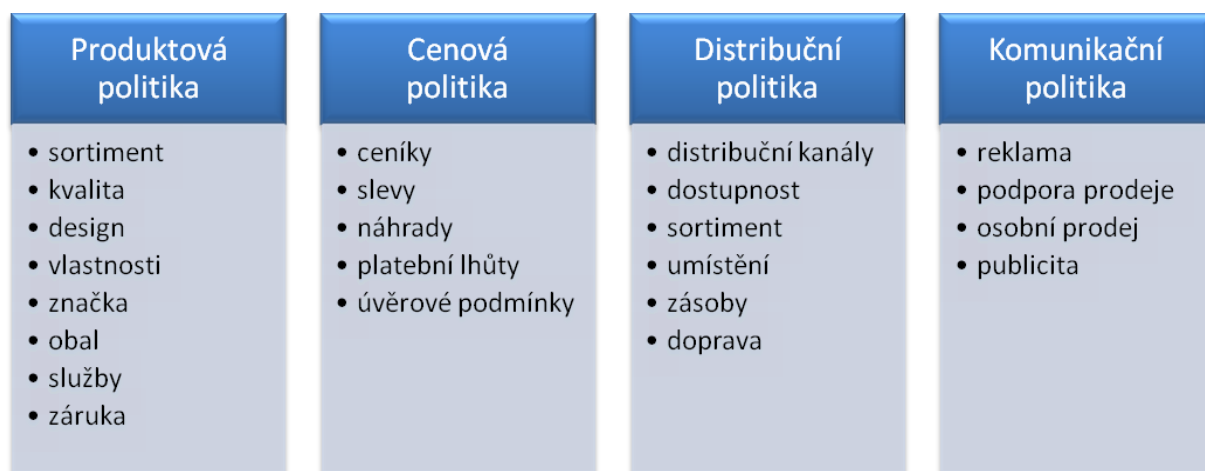 Produktová
politika
• sortiment
• kvalita
• design
• vlastnosti
• značka
• obal
• služby
• záruka
Cenová
politika
• ceníky
• slevy
• náhrady
• platební lhůty
• úvěrové podmínky
Distribuční
politika
• distribuční kanály
• dostupnost
• sortiment
• umístění
• zásoby
• doprava
Komunikační
politika
• reklama
• podpora prodeje
• osobní prodej
• publicita